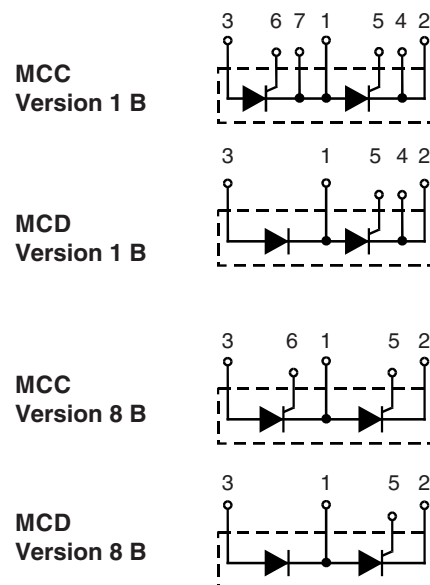 3 6 7 1 5 4 2
MCC
Version 1 B
3 1 5 4 2
MCD
Version 1 B
3 6 1 5 2
MCC
Version 8 B
3 1 5 2
MCD
Version 8 B